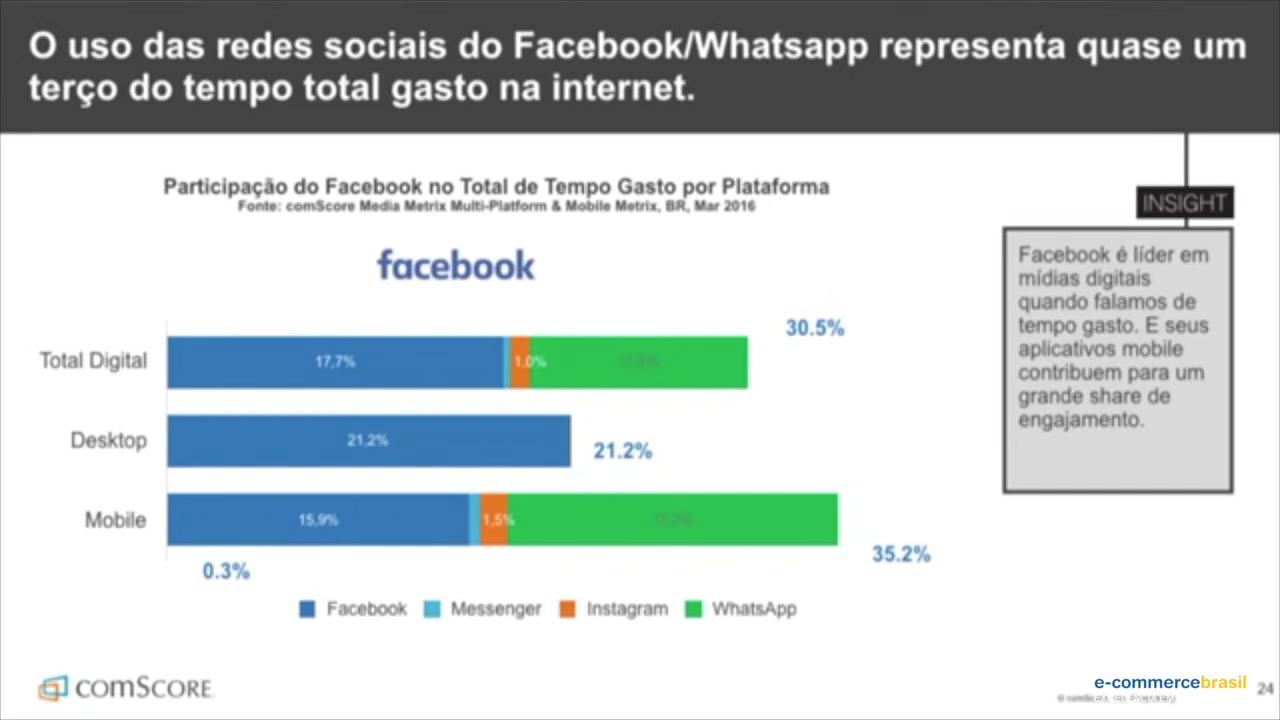 O uso das redes sociais do Facebook/Whatsapp representa quase um
terço do tempo total gasto na internet.
Participação do Facebook no Total de Tempo Gasto por Plataforma
Fonte: comScore Media Metrix Multi-Platform & Mobile Metrix, BR, Mar 2016
facebook
INSIGHT
Facebook é líder em
mídias digitais
quando falamos de
tempo gasto. E seus
aplicativos mobile
contribuem para um
grande share de
engajamento.
30.5%
Total Digital
17,7%
1,0%
Desktop
21,2%
21.2%
Mobile
15,9%
1,5%
35.2%
0.3%
Facebook
Messenger
Instagram
WhatsApp
comSCORE
e-commercebrasil
24